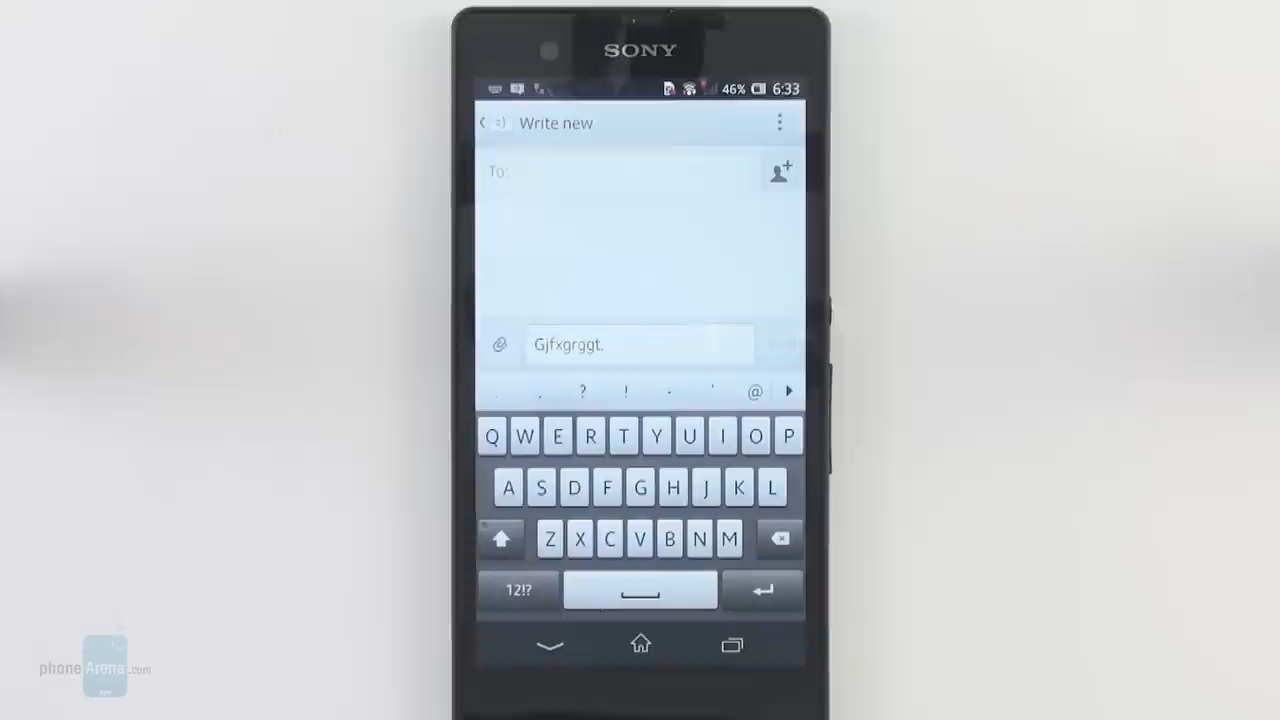 SONY
46% 6:33
:) Write new
To:
Gjfxgrggt.
. , ? ! - ' @
Q W E R T Y U I O P
A S D F G H J K L
Z X C V B N M
12!?
phoneArena.com